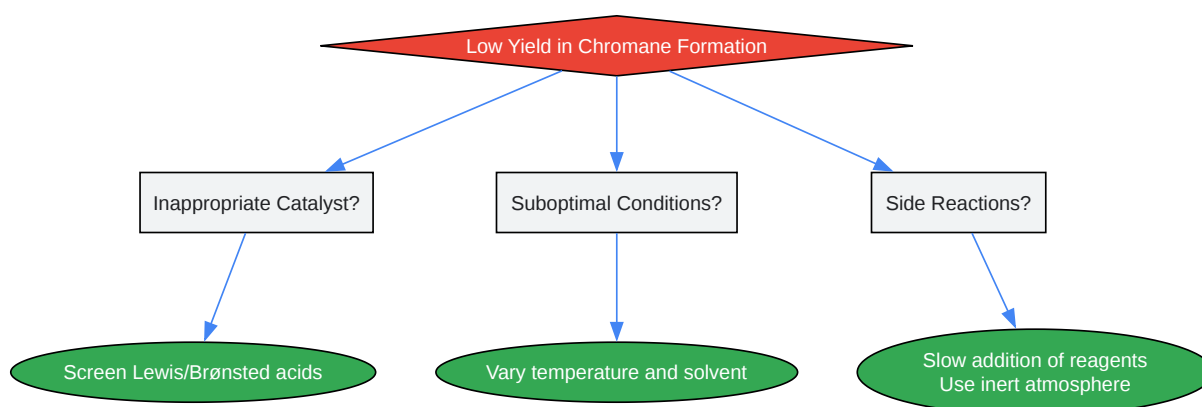 Low Yield in Chromane Formation
Inappropriate Catalyst?
Suboptimal Conditions?
Side Reactions?
Screen Lewis/Brønsted acids
Vary temperature and solvent
Slow addition of reagents
Use inert atmosphere